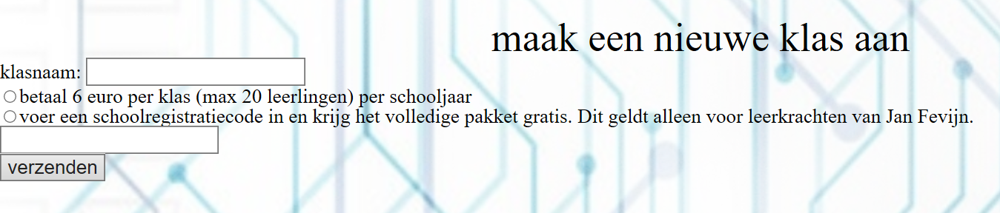 maak een nieuwe klas aan
klasnaam:
betaal 6 euro per klas (max 20 leerlingen) per schooljaar
voer een schoolregistratiecode in en krijg het volledige pakket gratis. Dit geldt alleen voor leerkrachten van Jan Fevijn.
verzenden